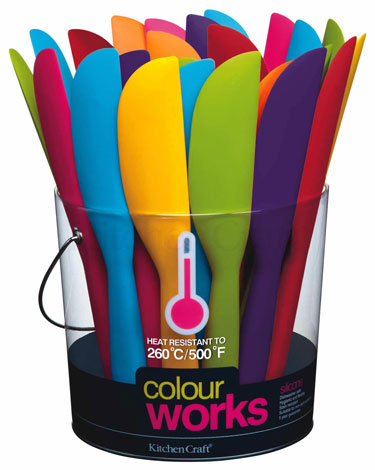 HEAT RESISTANT TO
260°C/500°F
colour
works
KitchenCraft®
silicone